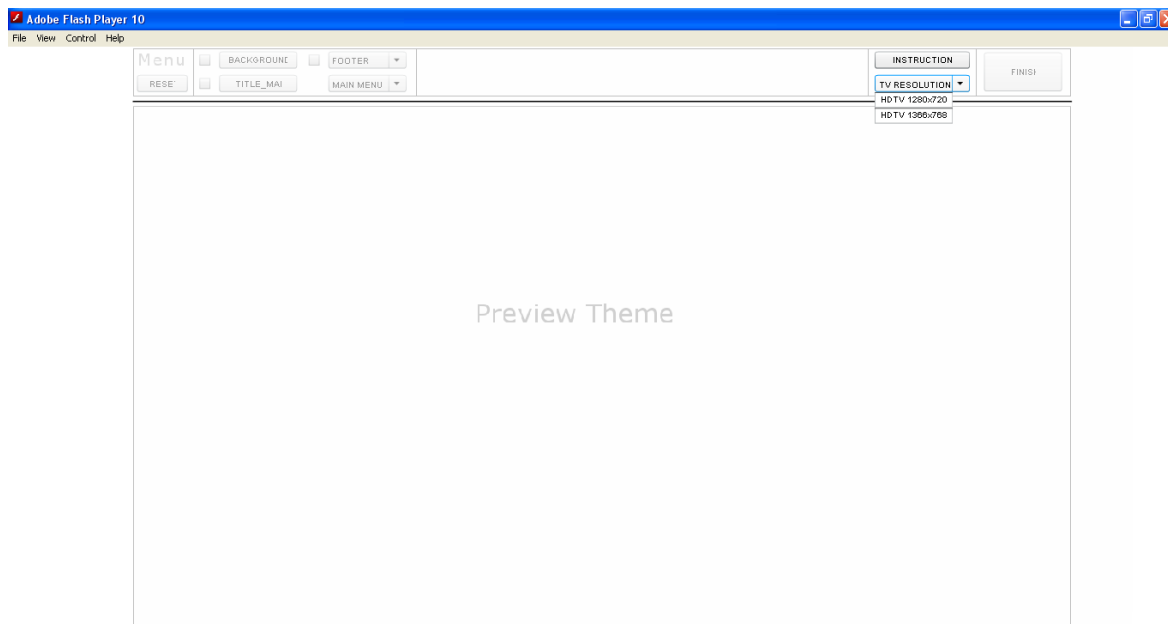 Adobe Flash Player 10
File View Control Help
Menu BACKGROUND FOOTER INSTRUCTION FINISI
RESE TITLE_MAI MAIN MENU TV RESOLUTION
HDTV 1280x720
HDTV 1366x768
Preview Theme